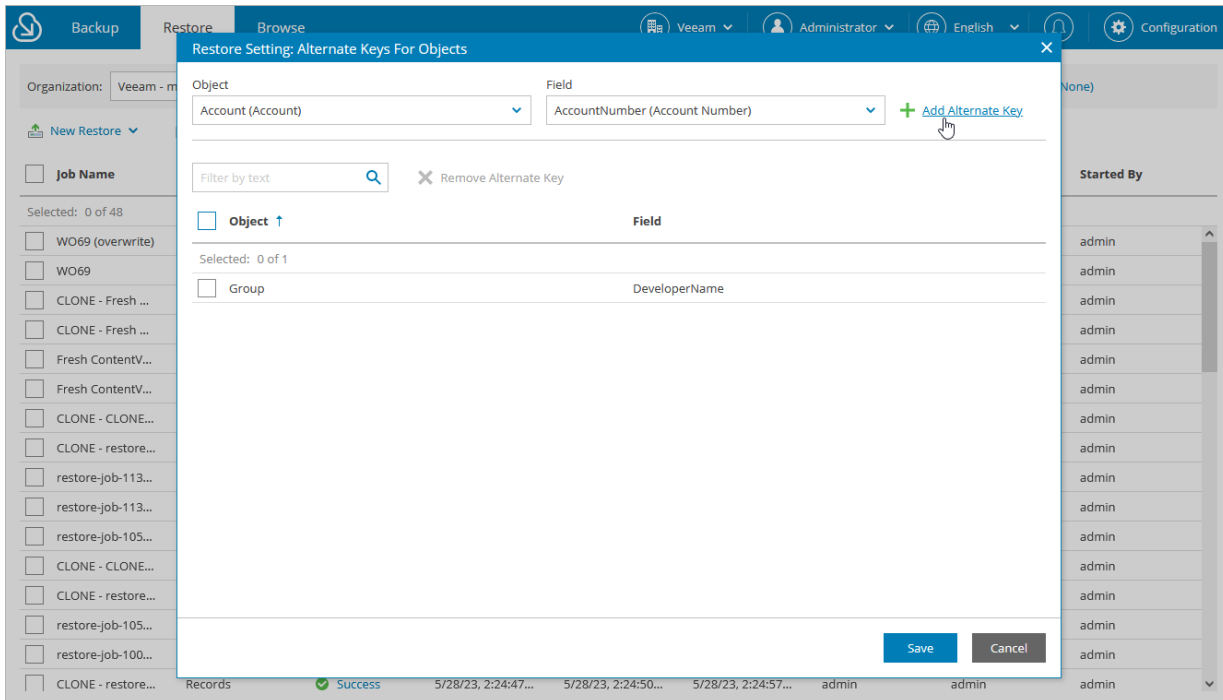 Backup Restore Browse Veeam Administrator English Configuration
Restore Setting: Alternate Keys For Objects
Organization: Veeam - m None)
Object Field
Account (Account) AccountNumber (Account Number) Add Alternate Key
New Restore
Filter by text Remove Alternate Key
Job Name Started By
Selected: 0 of 48
Object ↑ Field
Selected: 0 of 1
Group DeveloperName
WO69 (overwrite) admin
WO69 admin
CLONE - Fresh ... admin
CLONE - Fresh ... admin
Fresh ContentV... admin
Fresh ContentV... admin
CLONE - CLONE... admin
CLONE - restore... admin
restore-job-113... admin
restore-job-113... admin
restore-job-105... admin
CLONE - CLONE... admin
CLONE - restore... admin
restore-job-105... admin
restore-job-100... admin
Save Cancel
CLONE - restore... Records Success 5/28/23, 2:24:47... 5/28/23, 2:24:50... 5/28/23, 2:24:57... admin admin admin